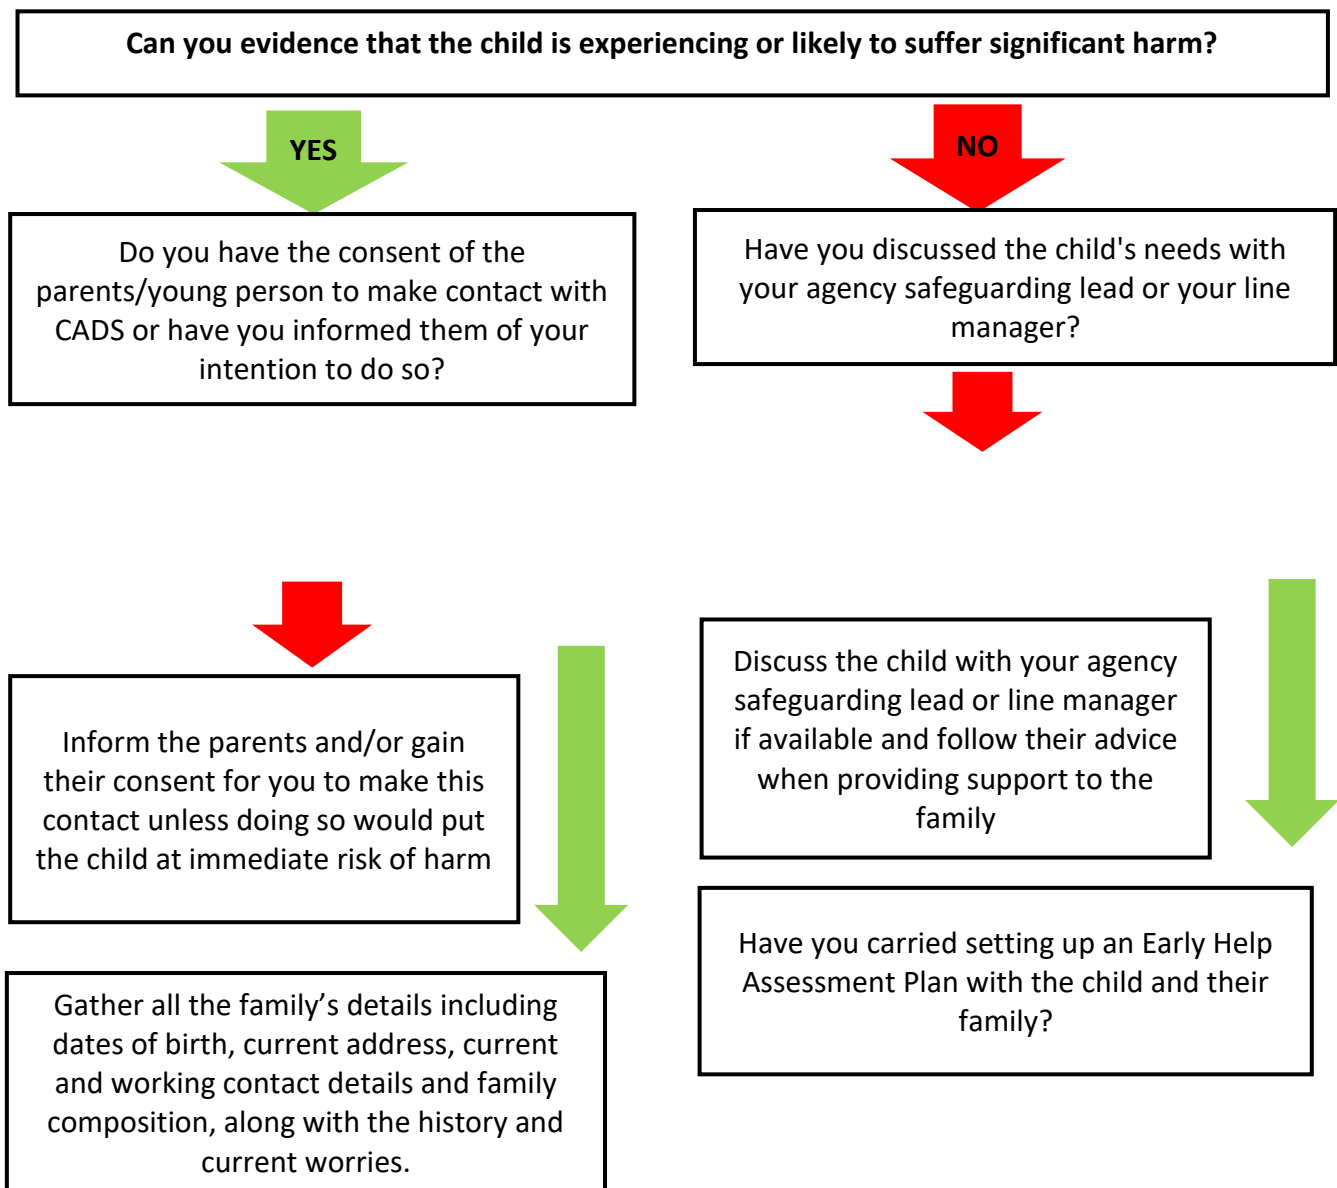 Can you evidence that the child is experiencing or likely to suffer significant harm?
YES
NO
Do you have the consent of the
parents/young person to make contact with
CADS or have you informed them of your
intention to do so?
Have you discussed the child's needs with
your agency safeguarding lead or your line
manager?
Inform the parents and/or gain
their consent for you to make this
contact unless doing so would put
the child at immediate risk of harm
Discuss the child with your agency
safeguarding lead or line manager
if available and follow their advice
when providing support to the
family
Gather all the family’s details including
dates of birth, current address, current
and working contact details and family
composition, along with the history and
current worries.
Have you carried setting up an Early Help
Assessment Plan with the child and their
family?